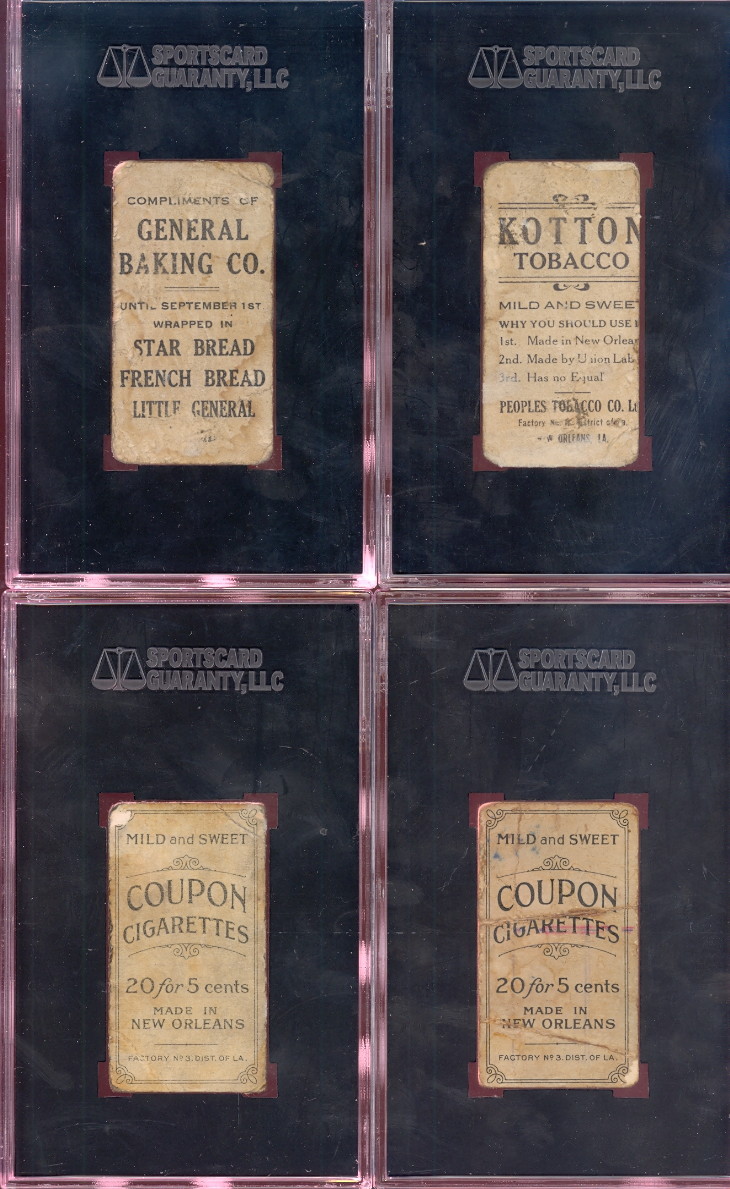 SPORTSCARD
GUARANTY, LLC
COMPLIMENTS OF
GENERAL
BAKING CO.
UNTIL SEPTEMBER 1ST
WRAPPED IN
STAR BREAD
FRENCH BREAD
LITTLE GENERAL
SPORTSCARD
GUARANTY, LLC
KOTTON
TOBACCO
MILD AND SWEET
WHY YOU SHOULD USE
1st. Made in New Orlea
2nd. Made by Union Lab
3rd. Has no Equal
PEOPLES TOBACCO CO. L
Factory No. District of
ORLEANS, LA.
SPORTSCARD
GUARANTY, LLC
MILD and SWEET
COUPON
CIGARETTES
20 for 5 cents
MADE IN
NEW ORLEANS
FACTORY Nº 3. DIST. OF LA.
SPORTSCARD
GUARANTY, LLC
MILD and SWEET
COUPON
CIGARETTES
20 for 5 cents
MADE IN
NEW ORLEANS
FACTORY Nº 3. DIST. OF LA.